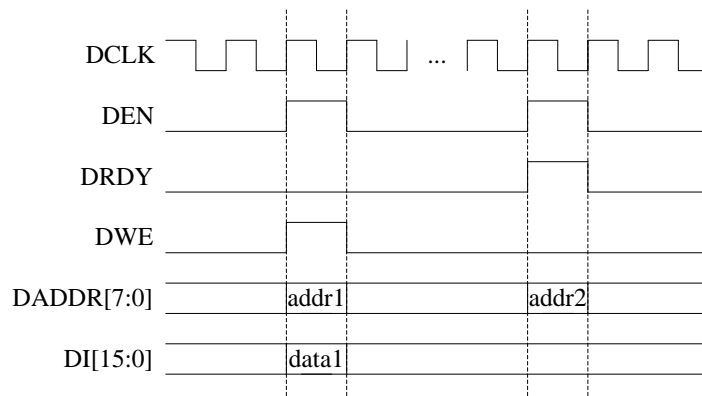 DCLK ...
DEN
DRDY
DWE
DADDR[7:0] addr1 addr2
DI[15:0] data1